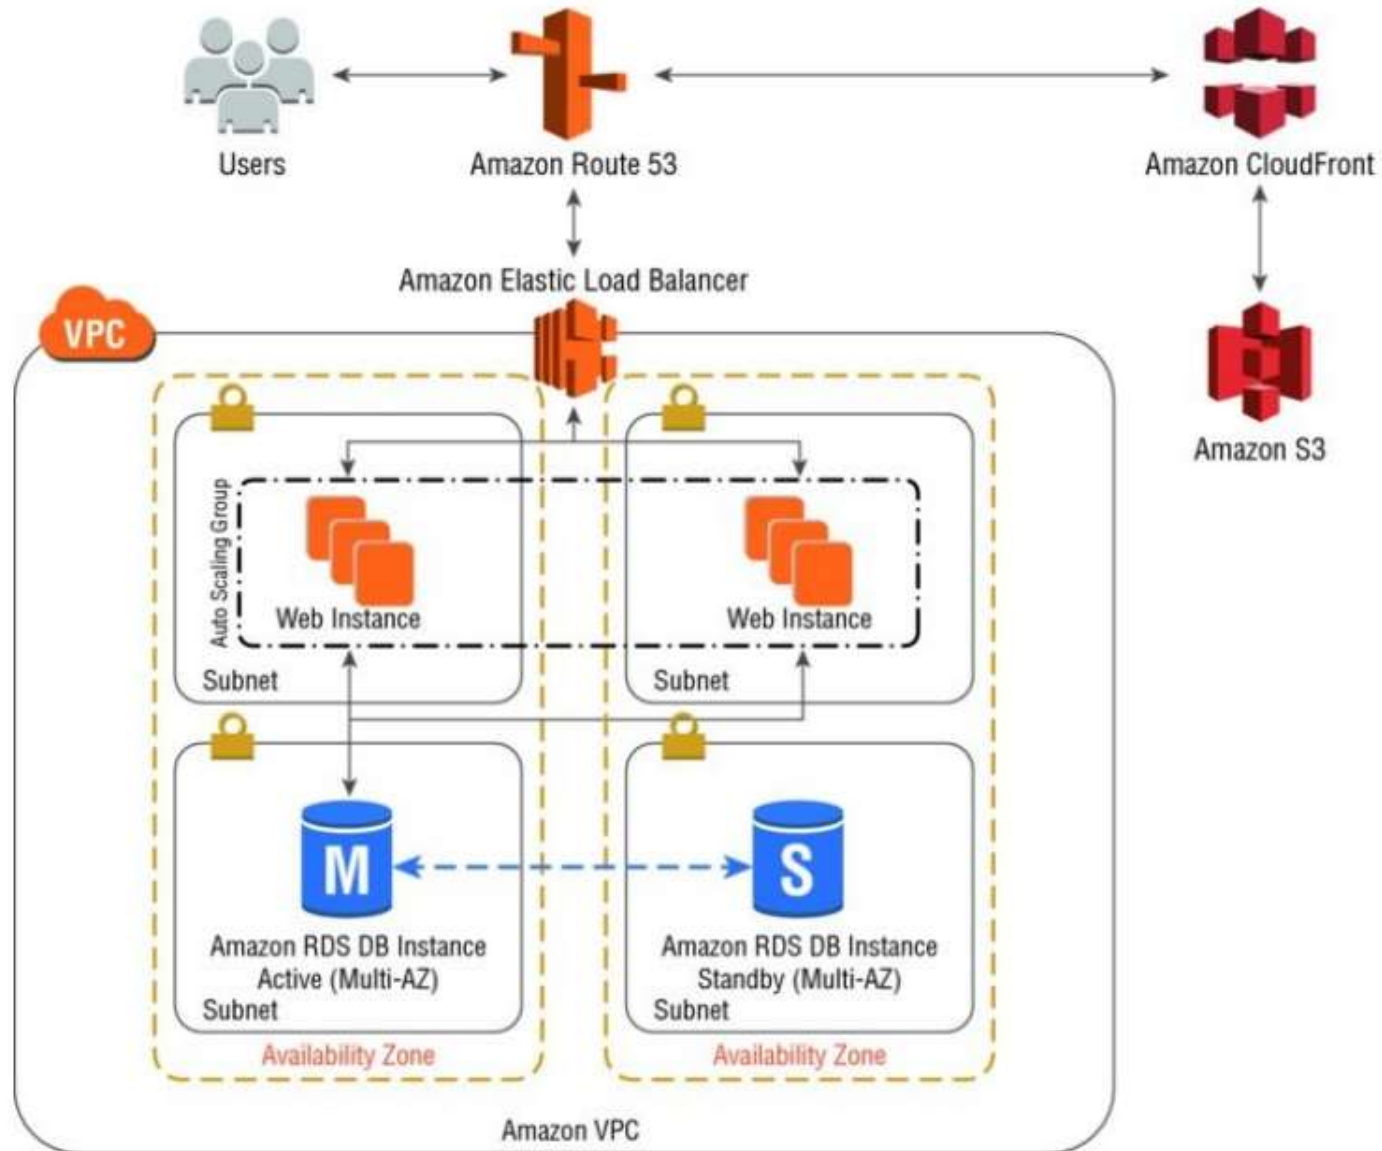 Users
Amazon Route 53
Amazon CloudFront
Amazon Elastic Load Balancer
VPC
Amazon S3
Auto Scaling Group
Web Instance
Web Instance
Subnet
Subnet
M
S
Amazon RDS DB Instance
Active (Multi-AZ)
Amazon RDS DB Instance
Standby (Multi-AZ)
Subnet
Subnet
Availability Zone
Availability Zone
Amazon VPC